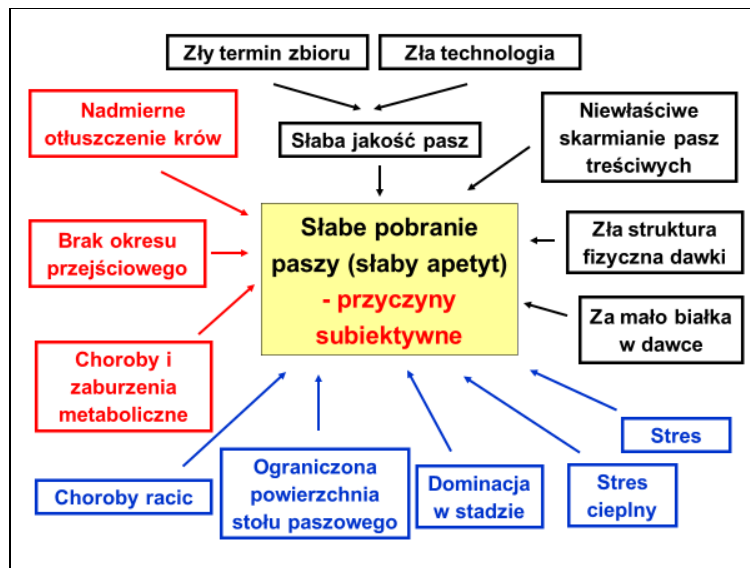 Zły termin zbioru
Zła technologia
Nadmierne
otłuszczenie krów
Słaba jakość pasz
Niewłaściwe
skarmianie pasz
treściwych
Brak okresu
przejściowego
Słabe pobranie
paszy (słaby apetyt)
- przyczyny
subiektywne
Zła struktura
fizyczna dawki
Za mało białka
w dawce
Choroby i
zaburzenia
metaboliczne
Choroby racic
Ograniczona
powierzchnia
stołu paszowego
Dominacja
w stadzie
Stres
cieplny
Stres